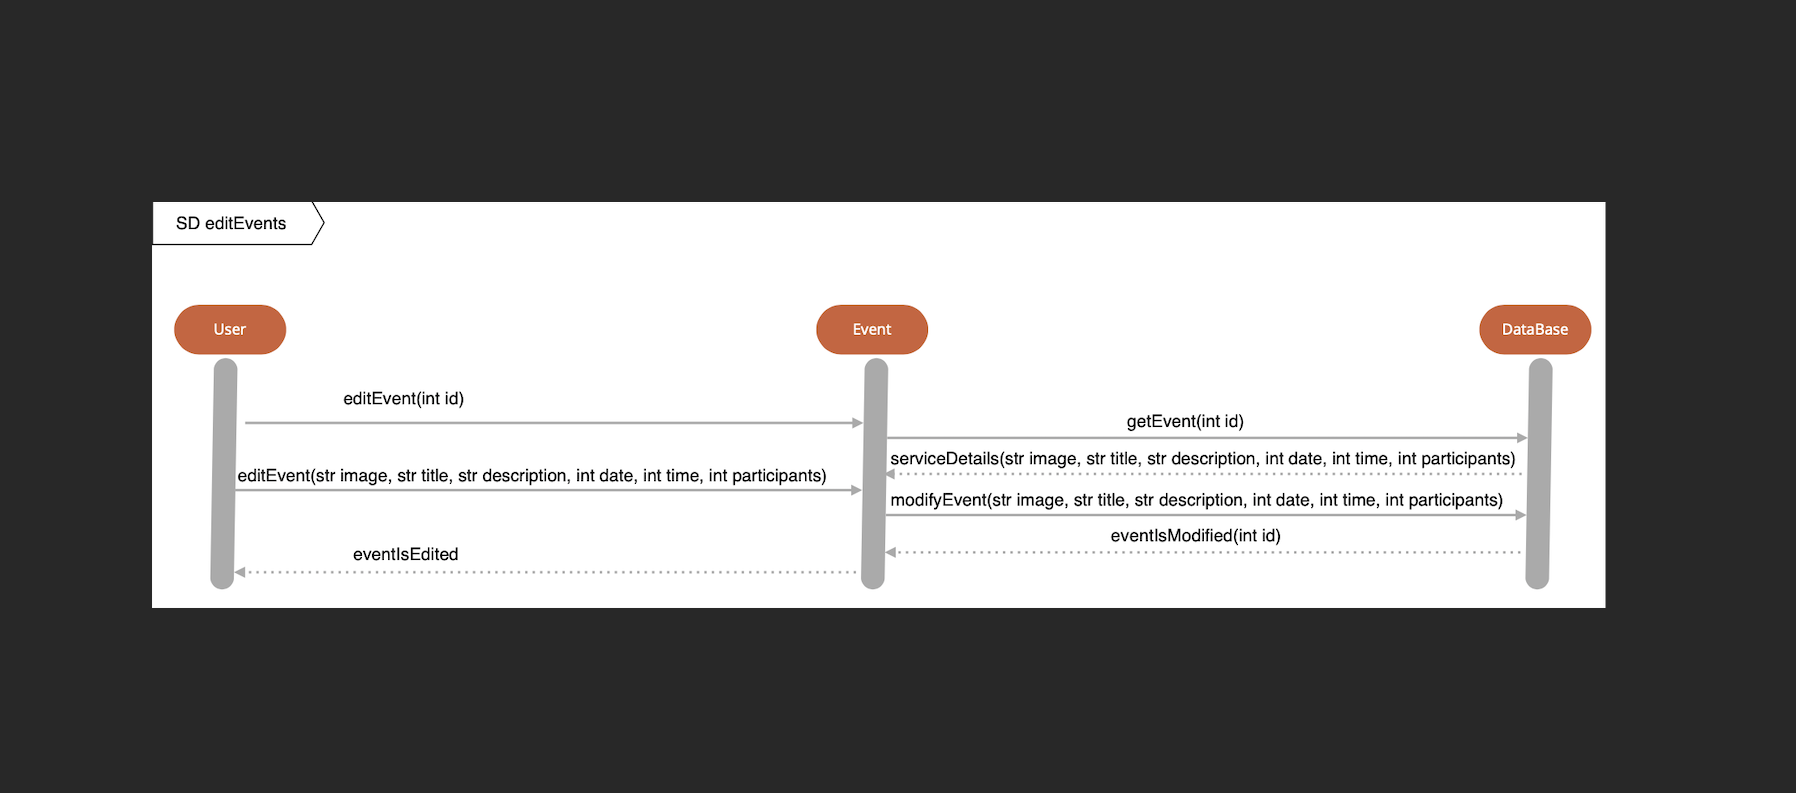 SD editEvents
User
Event
DataBase
editEvent(int id)
getEvent(int id)
serviceDetails(str image, str title, str description, int date, int time, int participants)
editEvent(str image, str title, str description, int date, int time, int participants)
modifyEvent(str image, str title, str description, int date, int time, int participants)
eventIsModified(int id)
eventIsEdited